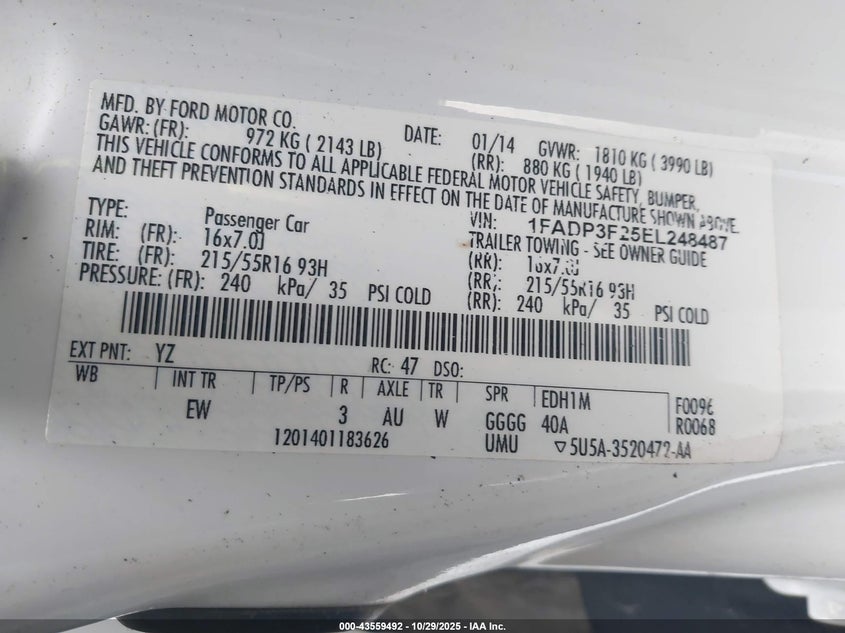 MFD. BY FORD MOTOR CO. DATE: 01/14 GVWR: 1810 KG ( 3990 LB)
GAWR: (FR): 972 KG ( 2143 LB) (RR): 880 KG ( 1940 LB)
THIS VEHICLE CONFORMS TO ALL APPLICABLE FEDERAL MOTOR VEHICLE SAFETY, BUMPER,
AND THEFT PREVENTION STANDARDS IN EFFECT ON THE DATE OF MANUFACTURE SHOWN ABOVE.
VIN: 1FADP3F25EL248487
TYPE: Passenger Car TRAILER TOWING - SEE OWNER GUIDE
RIM: (FR): 16x7.0J (RR): 16x7.0J
TIRE: (FR): 215/55R16 93H (RR): 215/55R16 93H
PRESSURE: (FR): 240 kPa/ 35 PSI COLD (RR): 240 kPa/ 35 PSI COLD
EXT PNT: YZ RC: 47 DSO:
WB INT TR TP/PS R AXLE TR SPR EDH1M F0096
EW 3 AU W GGGG 40A R0068
1201401183626 UMU ▽5U5A-3520472-AA
000-43559492 - 10/29/2025 - IAA Inc.